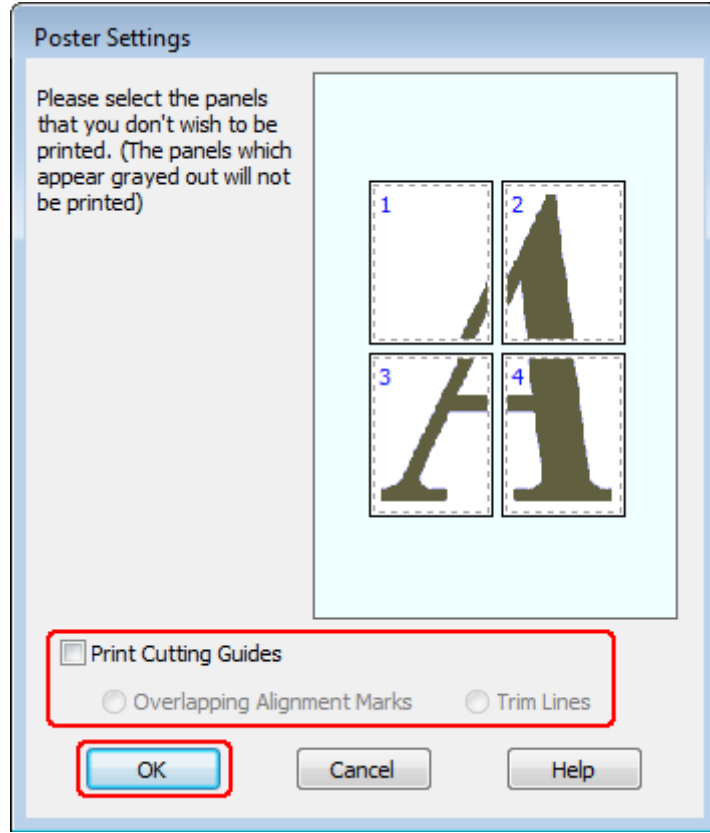 Poster Settings
Please select the panels
that you don't wish to be
printed. (The panels which
appear grayed out will not
be printed)
1 2
3 4
Print Cutting Guides
Overlapping Alignment Marks Trim Lines
OK Cancel Help